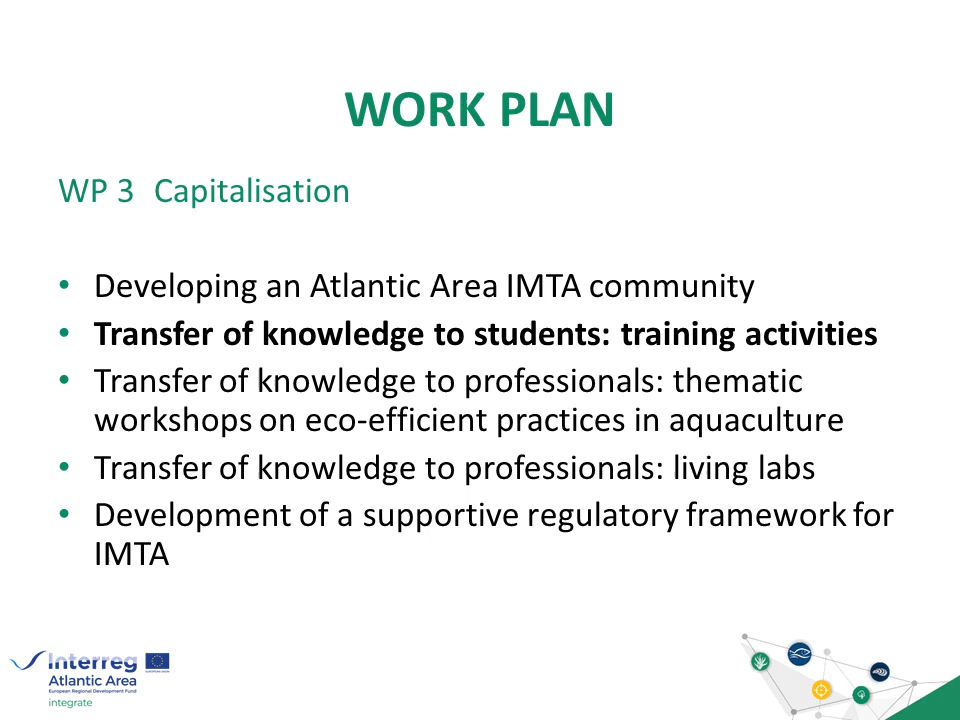 WORK PLAN
WP 3 Capitalisation
• Developing an Atlantic Area IMTA community
• Transfer of knowledge to students: training activities
• Transfer of knowledge to professionals: thematic
workshops on eco-efficient practices in aquaculture
• Transfer of knowledge to professionals: living labs
• Development of a supportive regulatory framework for
IMTA
Interreg
EUROPEAN UNION
Atlantic Area
European Regional Development Fund
integrate